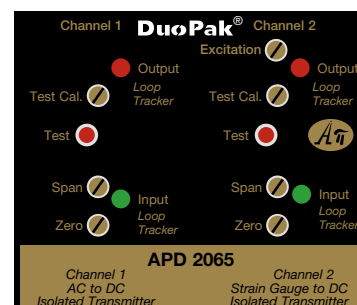 Channel 1 DuoPak® Channel 2
Excitation
Output Output
Test Cal. Loop Tracker Test Cal. Loop Tracker
Test Test
Span Input Span Input
Zero Loop Tracker Zero Loop Tracker
APD 2065
Channel 1 Channel 2
AC to DC Strain Gauge to DC
Isolated Transmitter Isolated Transmitter